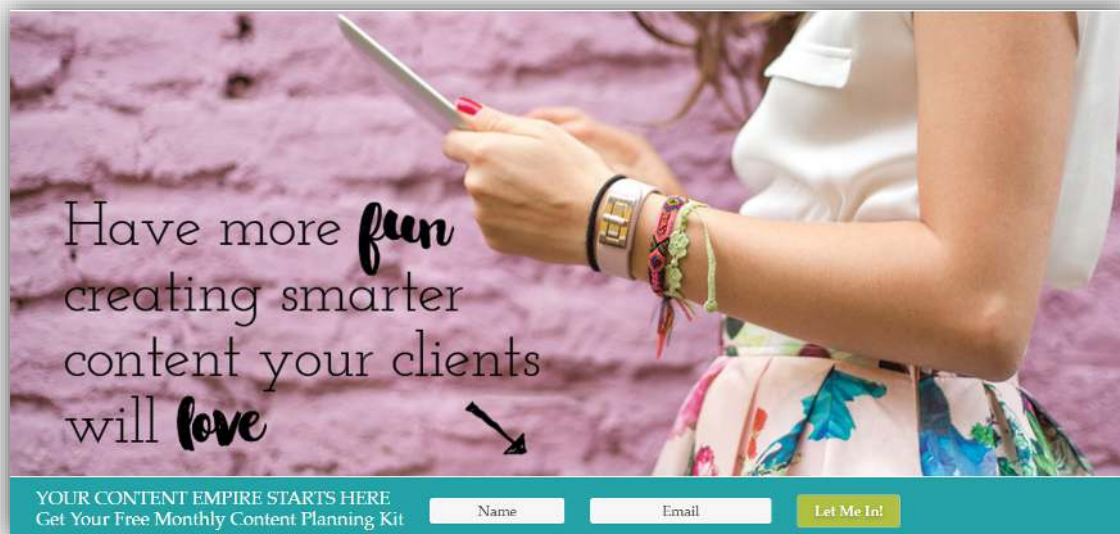 Have more fun
creating smarter
content your clients
will love
YOUR CONTENT EMPIRE STARTS HERE
Get Your Free Monthly Content Planning Kit
Name
Email
Let Me In!